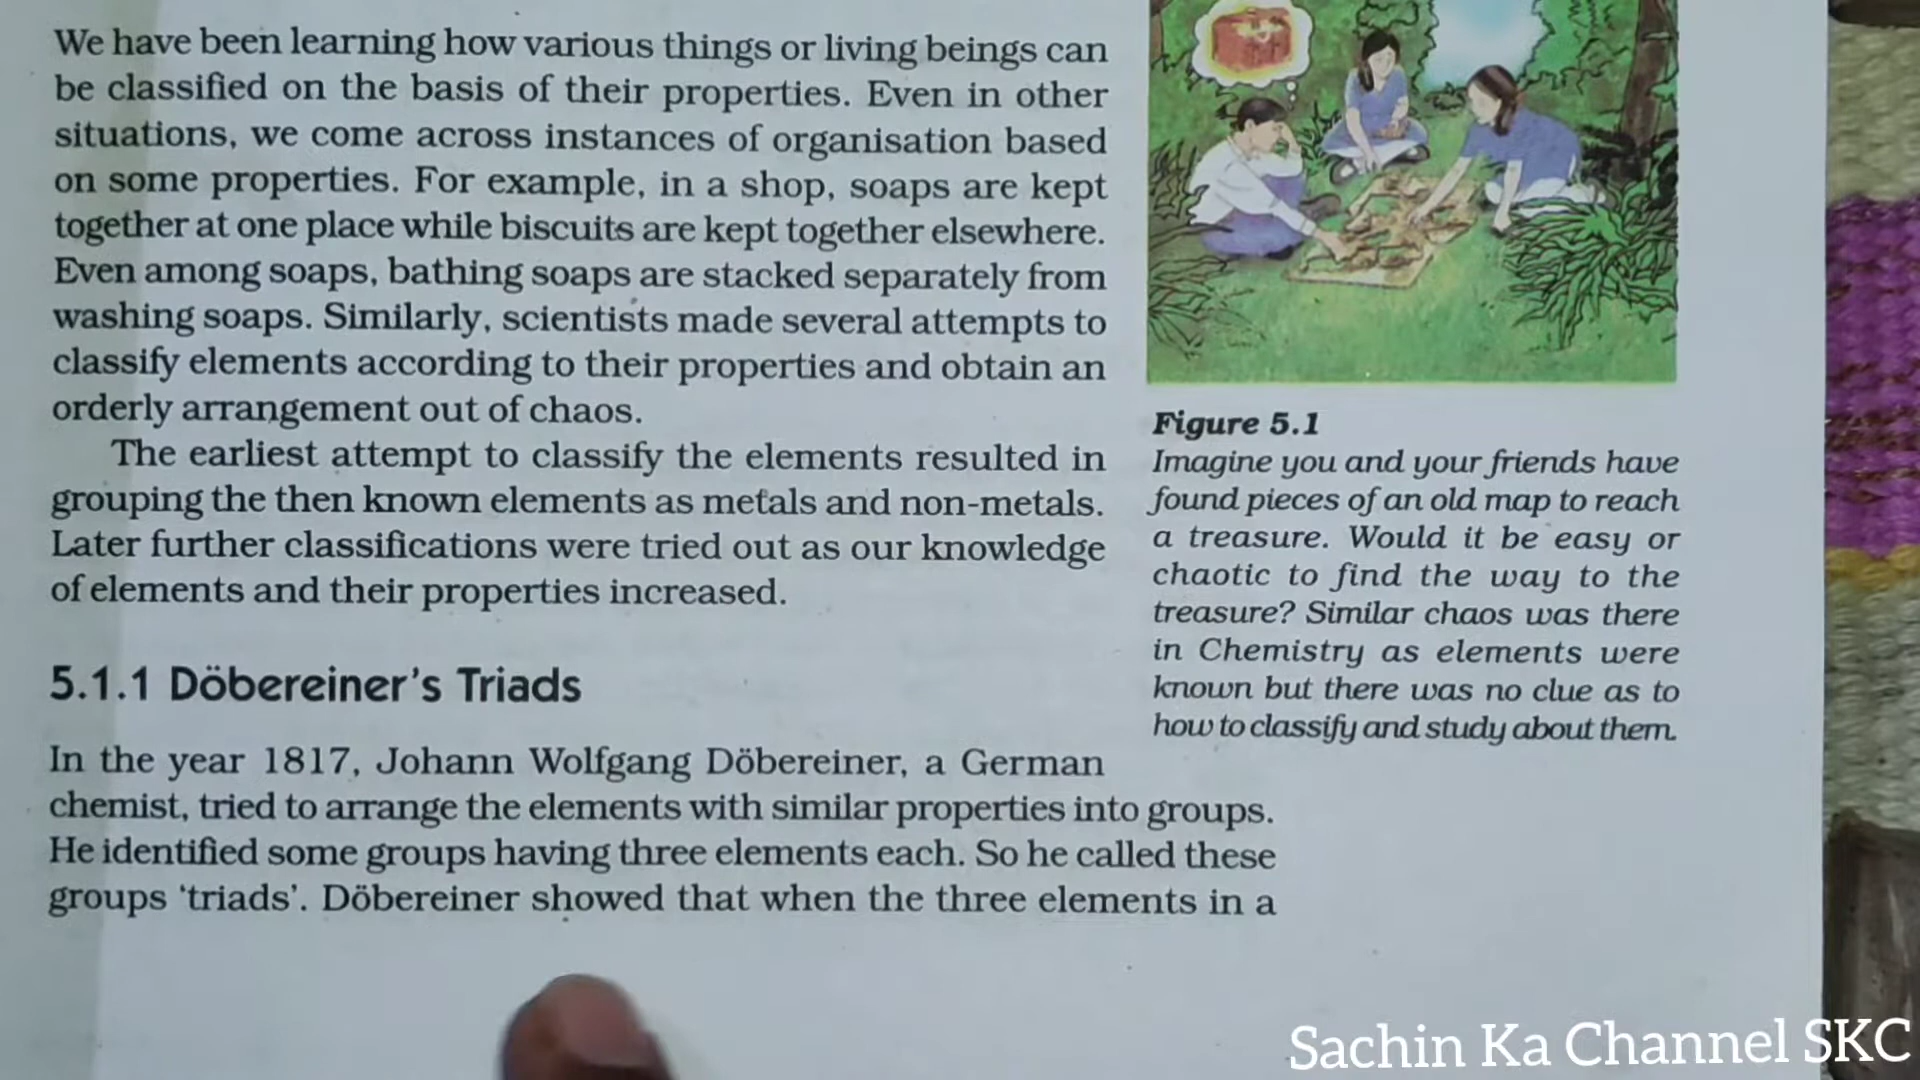 We have been learning how various things or living beings can
be classified on the basis of their properties. Even in other
situations, we come across instances of organisation based
on some properties. For example, in a shop, soaps are kept
together at one place while biscuits are kept together elsewhere.
Even among soaps, bathing soaps are stacked separately from
washing soaps. Similarly, scientists made several attempts to
classify elements according to their properties and obtain an
orderly arrangement out of chaos.
The earliest attempt to classify the elements resulted in
grouping the then known elements as metals and non-metals.
Later further classifications were tried out as our knowledge
of elements and their properties increased.
Figure 5.1
Imagine you and your friends have
found pieces of an old map to reach
a treasure. Would it be easy or
chaotic to find the way to the
treasure? Similar chaos was there
in Chemistry as elements were
known but there was no clue as to
how to classify and study about them.
5.1.1 Döbereiner's Triads
In the year 1817, Johann Wolfgang Döbereiner, a German
chemist, tried to arrange the elements with similar properties into groups.
He identified some groups having three elements each. So he called these
groups ‘triads’. Döbereiner showed that when the three elements in a
Sachin Ka Channel SKC